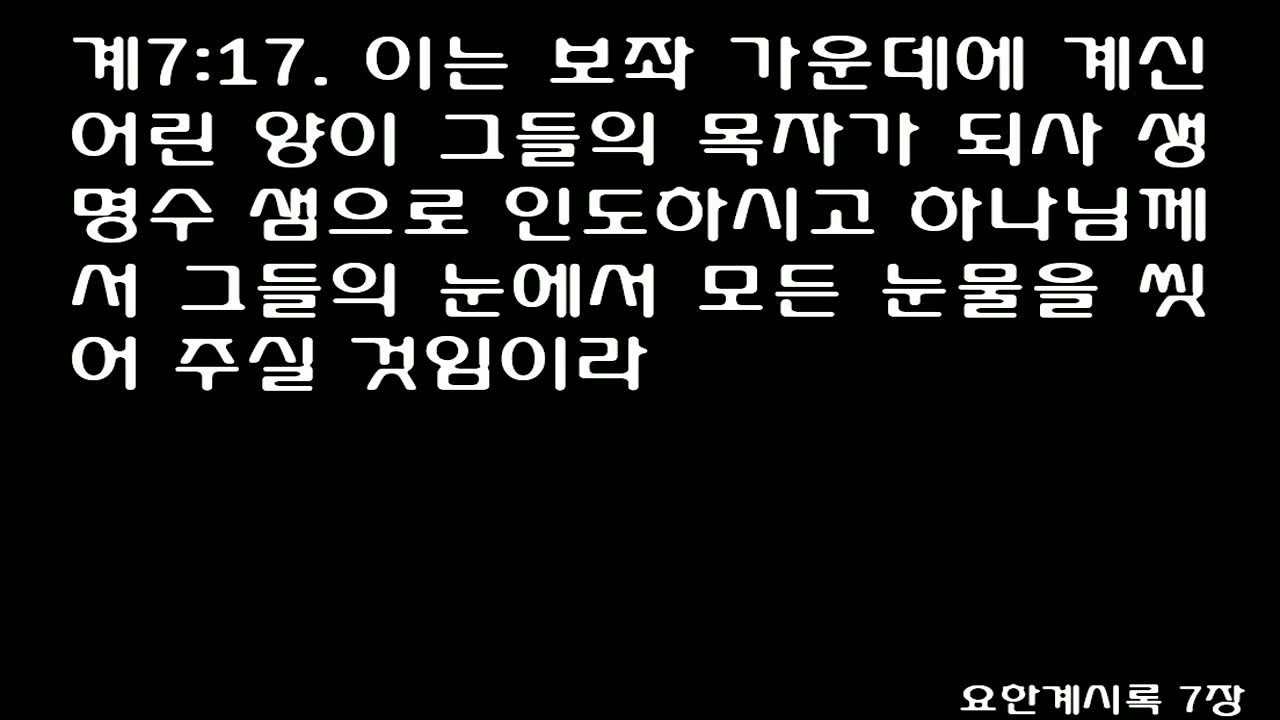 계7:17. 이는 보좌 가운데에 계신
어린 양이 그들의 목자가 되사 생
명수 샘으로 인도하시고 하나님께
서 그들의 눈에서 모든 눈물을 씻
어 주실 것임이라
요한계시록 7장